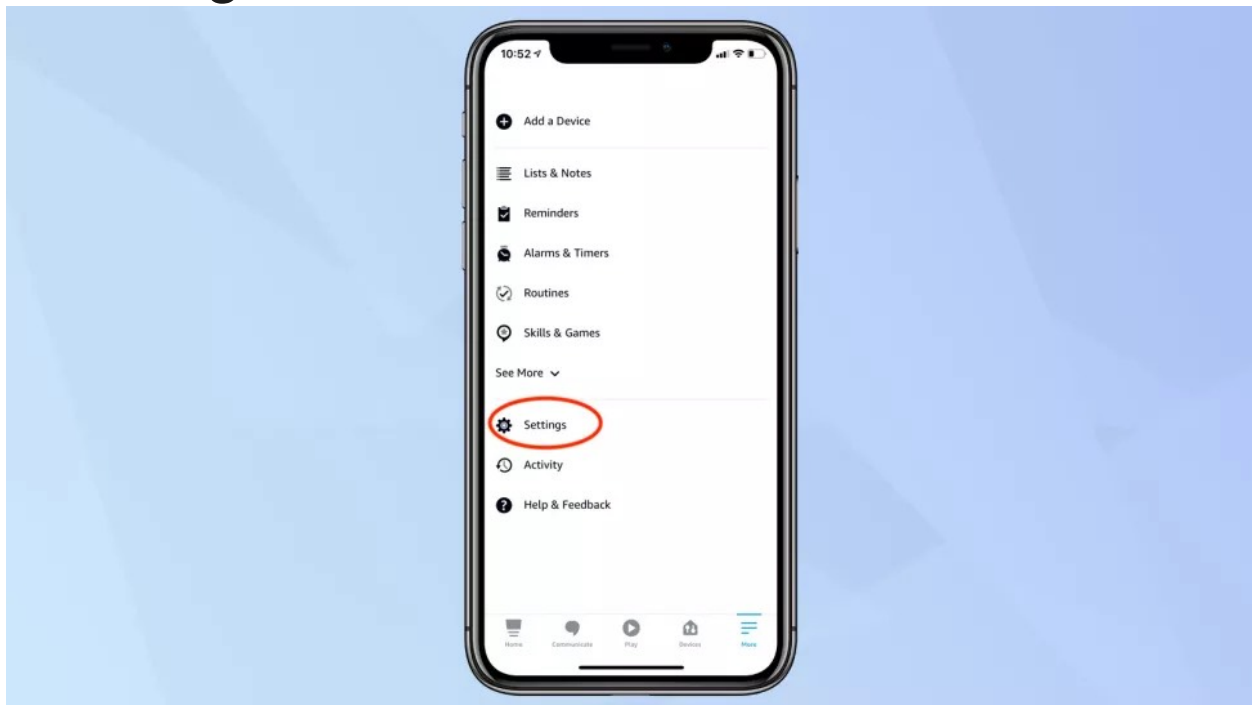 10:52
Add a Device
Lists & Notes
Reminders
Alarms & Timers
Routines
Skills & Games
See More
Settings
Activity
Help & Feedback
Home Communicate Play Devices More